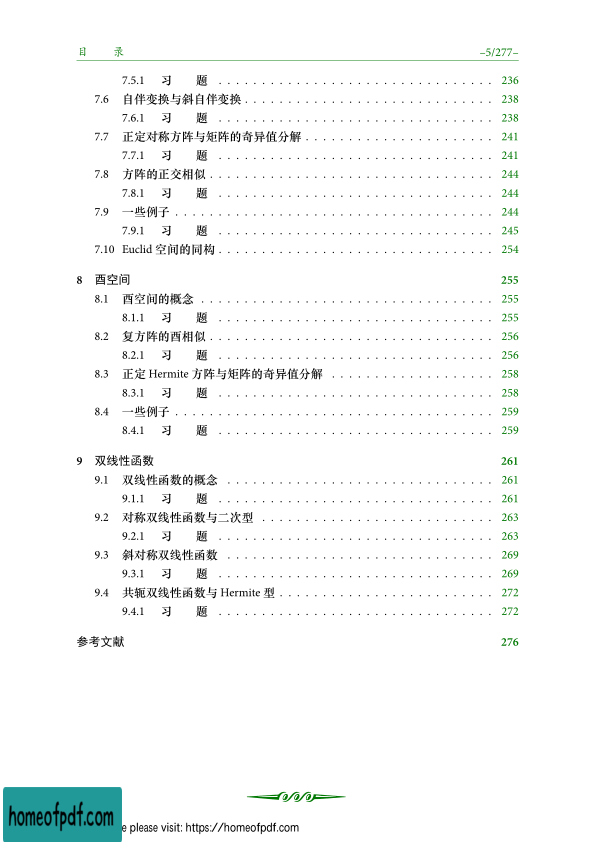 目 录 –5/277–
7.5.1 习 题 . . . . . . . . . . . . . . . . . . . . . . . . . . . . . . . . 236
7.6 自伴变换与斜自伴变换 . . . . . . . . . . . . . . . . . . . . . . . . . . . . . 238
7.6.1 习 题 . . . . . . . . . . . . . . . . . . . . . . . . . . . . . . . . 238
7.7 正定对称方阵与矩阵的奇异值分解 . . . . . . . . . . . . . . . . . . . . . . 241
7.7.1 习 题 . . . . . . . . . . . . . . . . . . . . . . . . . . . . . . . . 241
7.8 方阵的正交相似 . . . . . . . . . . . . . . . . . . . . . . . . . . . . . . . . . 244
7.8.1 习 题 . . . . . . . . . . . . . . . . . . . . . . . . . . . . . . . . 244
7.9 一些例子 . . . . . . . . . . . . . . . . . . . . . . . . . . . . . . . . . . . . . 244
7.9.1 习 题 . . . . . . . . . . . . . . . . . . . . . . . . . . . . . . . . 245
7.10 Euclid 空间的同构 . . . . . . . . . . . . . . . . . . . . . . . . . . . . . . . . 254
8 酉空间 255
8.1 酉空间的概念 . . . . . . . . . . . . . . . . . . . . . . . . . . . . . . . . . . 255
8.1.1 习 题 . . . . . . . . . . . . . . . . . . . . . . . . . . . . . . . . 255
8.2 复方阵的酉相似 . . . . . . . . . . . . . . . . . . . . . . . . . . . . . . . . . 256
8.2.1 习 题 . . . . . . . . . . . . . . . . . . . . . . . . . . . . . . . . 256
8.3 正定 Hermite 方阵与矩阵的奇异值分解 . . . . . . . . . . . . . . . . . . . 258
8.3.1 习 题 . . . . . . . . . . . . . . . . . . . . . . . . . . . . . . . . 258
8.4 一些例子 . . . . . . . . . . . . . . . . . . . . . . . . . . . . . . . . . . . . . 259
8.4.1 习 题 . . . . . . . . . . . . . . . . . . . . . . . . . . . . . . . . 259
9 双线性函数 261
9.1 双线性函数的概念 . . . . . . . . . . . . . . . . . . . . . . . . . . . . . . . 261
9.1.1 习 题 . . . . . . . . . . . . . . . . . . . . . . . . . . . . . . . . 261
9.2 对称双线性函数与二次型 . . . . . . . . . . . . . . . . . . . . . . . . . . . 263
9.2.1 习 题 . . . . . . . . . . . . . . . . . . . . . . . . . . . . . . . . 263
9.3 斜对称双线性函数 . . . . . . . . . . . . . . . . . . . . . . . . . . . . . . . 269
9.3.1 习 题 . . . . . . . . . . . . . . . . . . . . . . . . . . . . . . . . 269
9.4 共轭双线性函数与 Hermite 型 . . . . . . . . . . . . . . . . . . . . . . . . . 272
9.4.1 习 题 . . . . . . . . . . . . . . . . . . . . . . . . . . . . . . . . 272
参考文献 276
homeofpdf.com
e please visit: https://homeofpdf.com